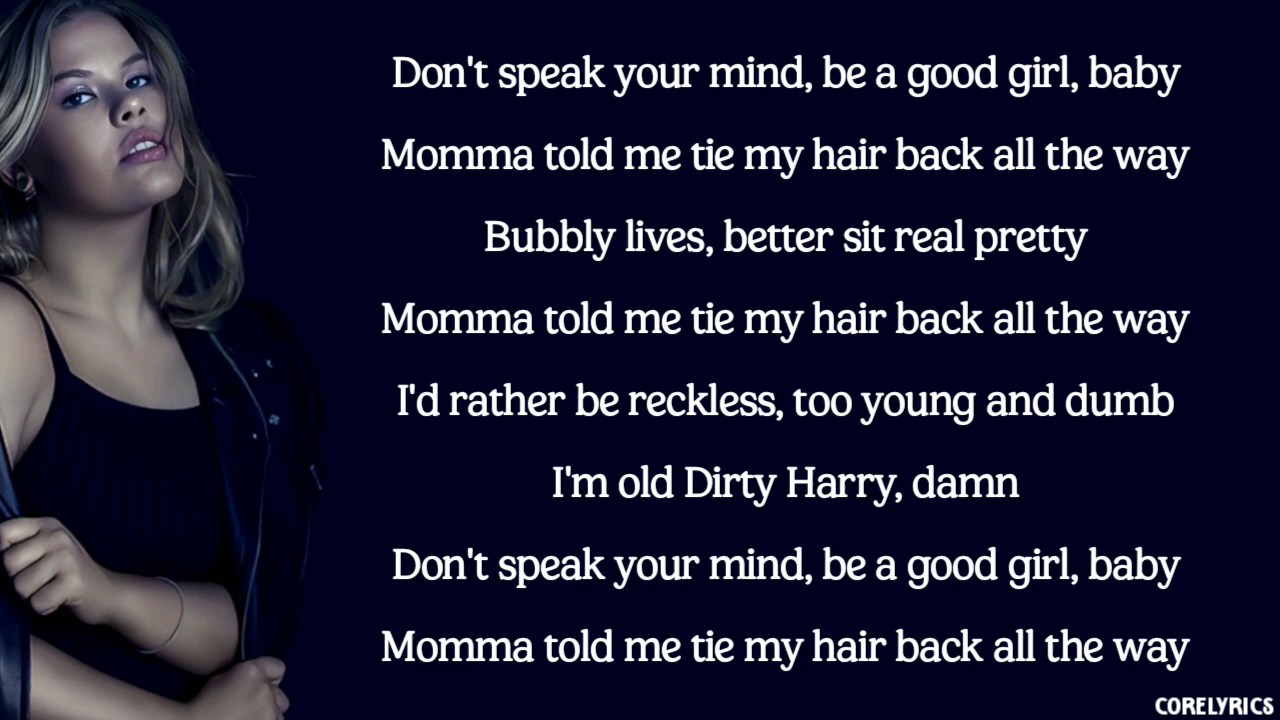 Don't speak your mind, be a good girl, baby
Momma told me tie my hair back all the way
Bubbly lives, better sit real pretty
Momma told me tie my hair back all the way
I'd rather be reckless, too young and dumb
I'm old Dirty Harry, damn
Don't speak your mind, be a good girl, baby
Momma told me tie my hair back all the way
CORELYRICS